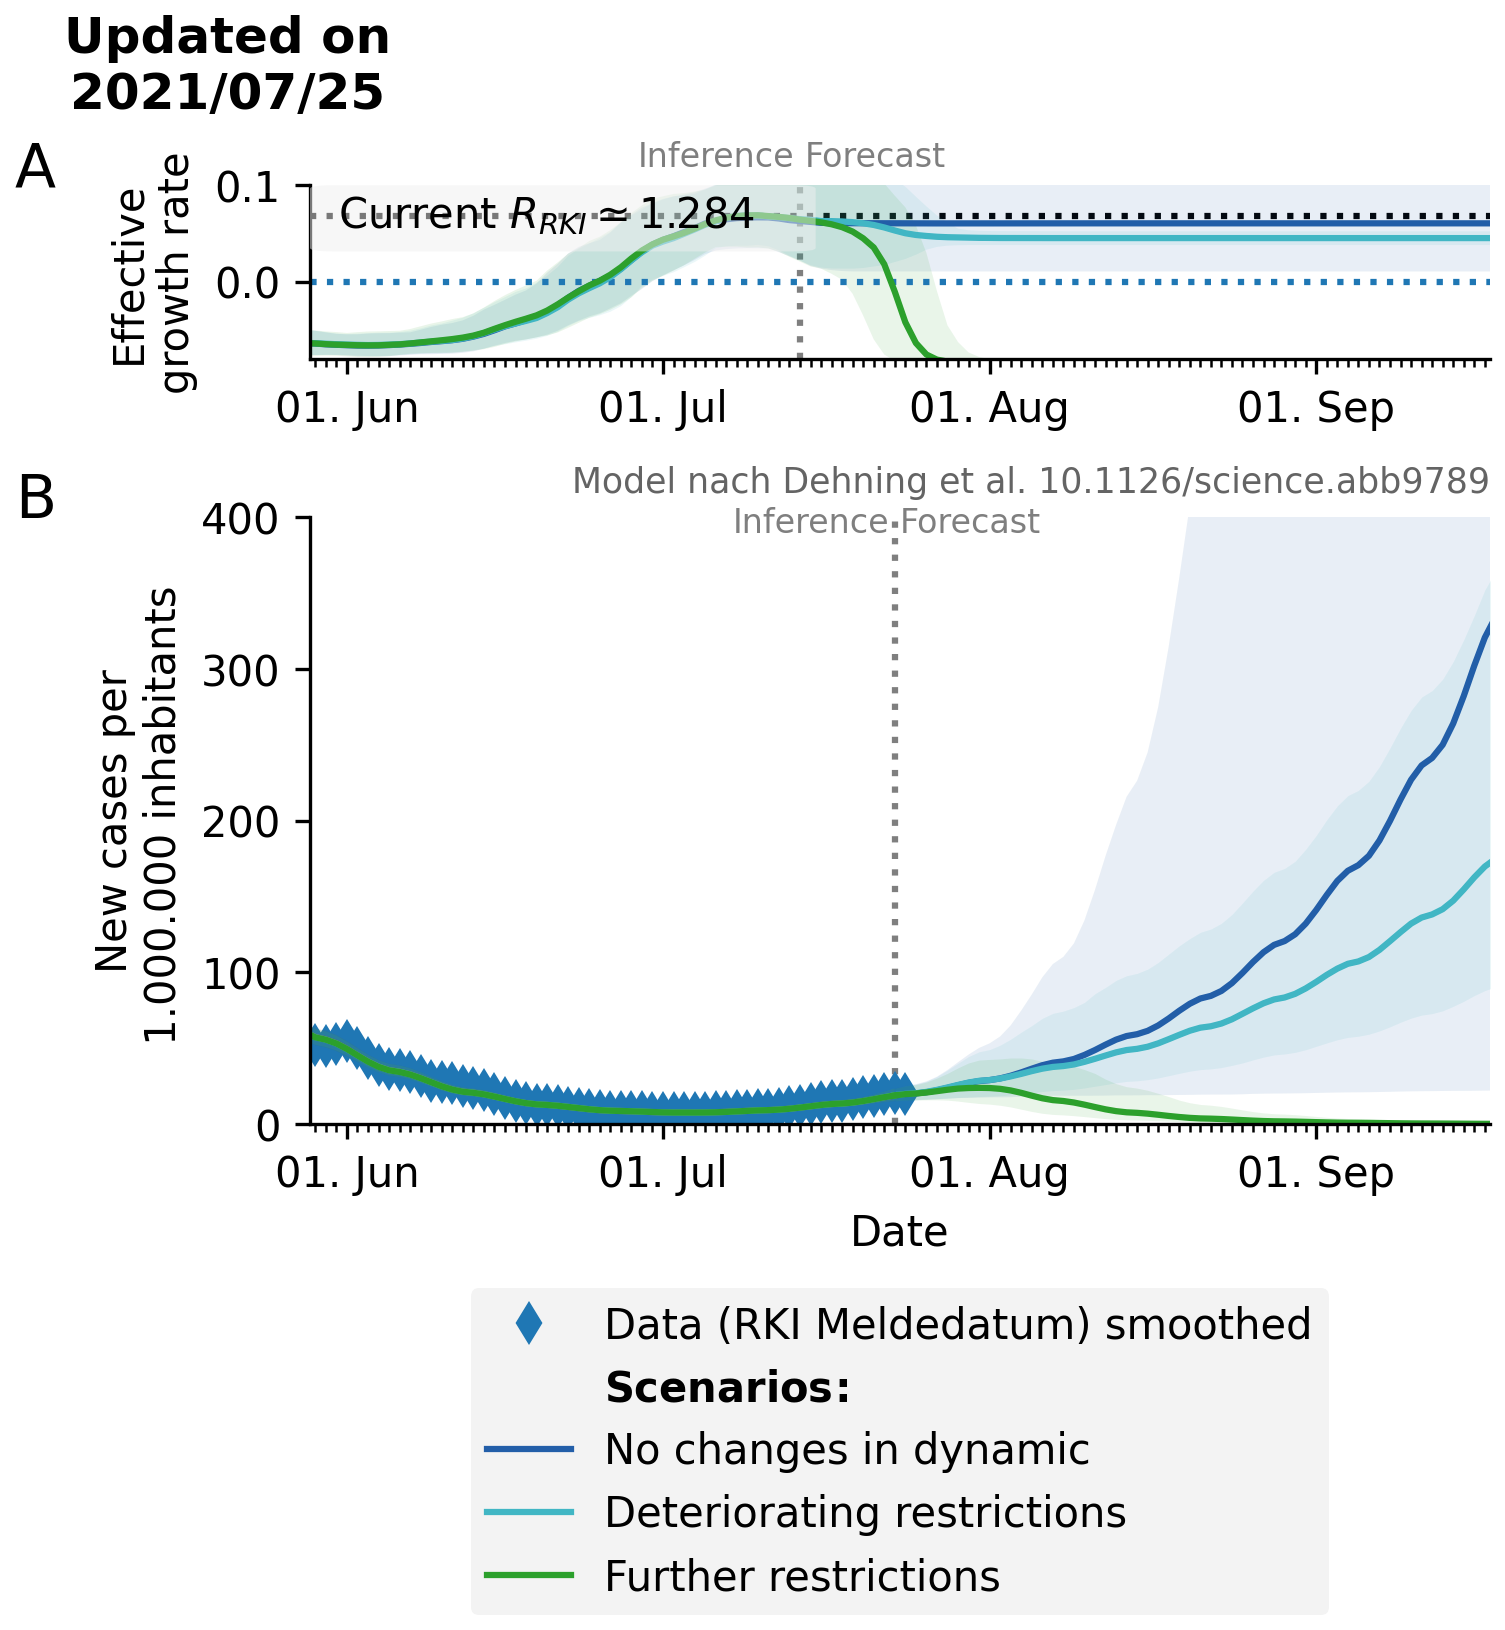 Updated on
2021/07/25
A
Inference Forecast
Effective
growth rate
0.1
0.0
Current R_RKI ≃ 1.284
01. Jun
01. Jul
01. Aug
01. Sep
B
Model nach Dehning et al. 10.1126/science.abb9789
Inference Forecast
New cases per
1.000.000 inhabitants
400
300
200
100
0
01. Jun
01. Jul
01. Aug
01. Sep
Date
Data (RKI Meldedatum) smoothed
Scenarios:
No changes in dynamic
Deteriorating restrictions
Further restrictions